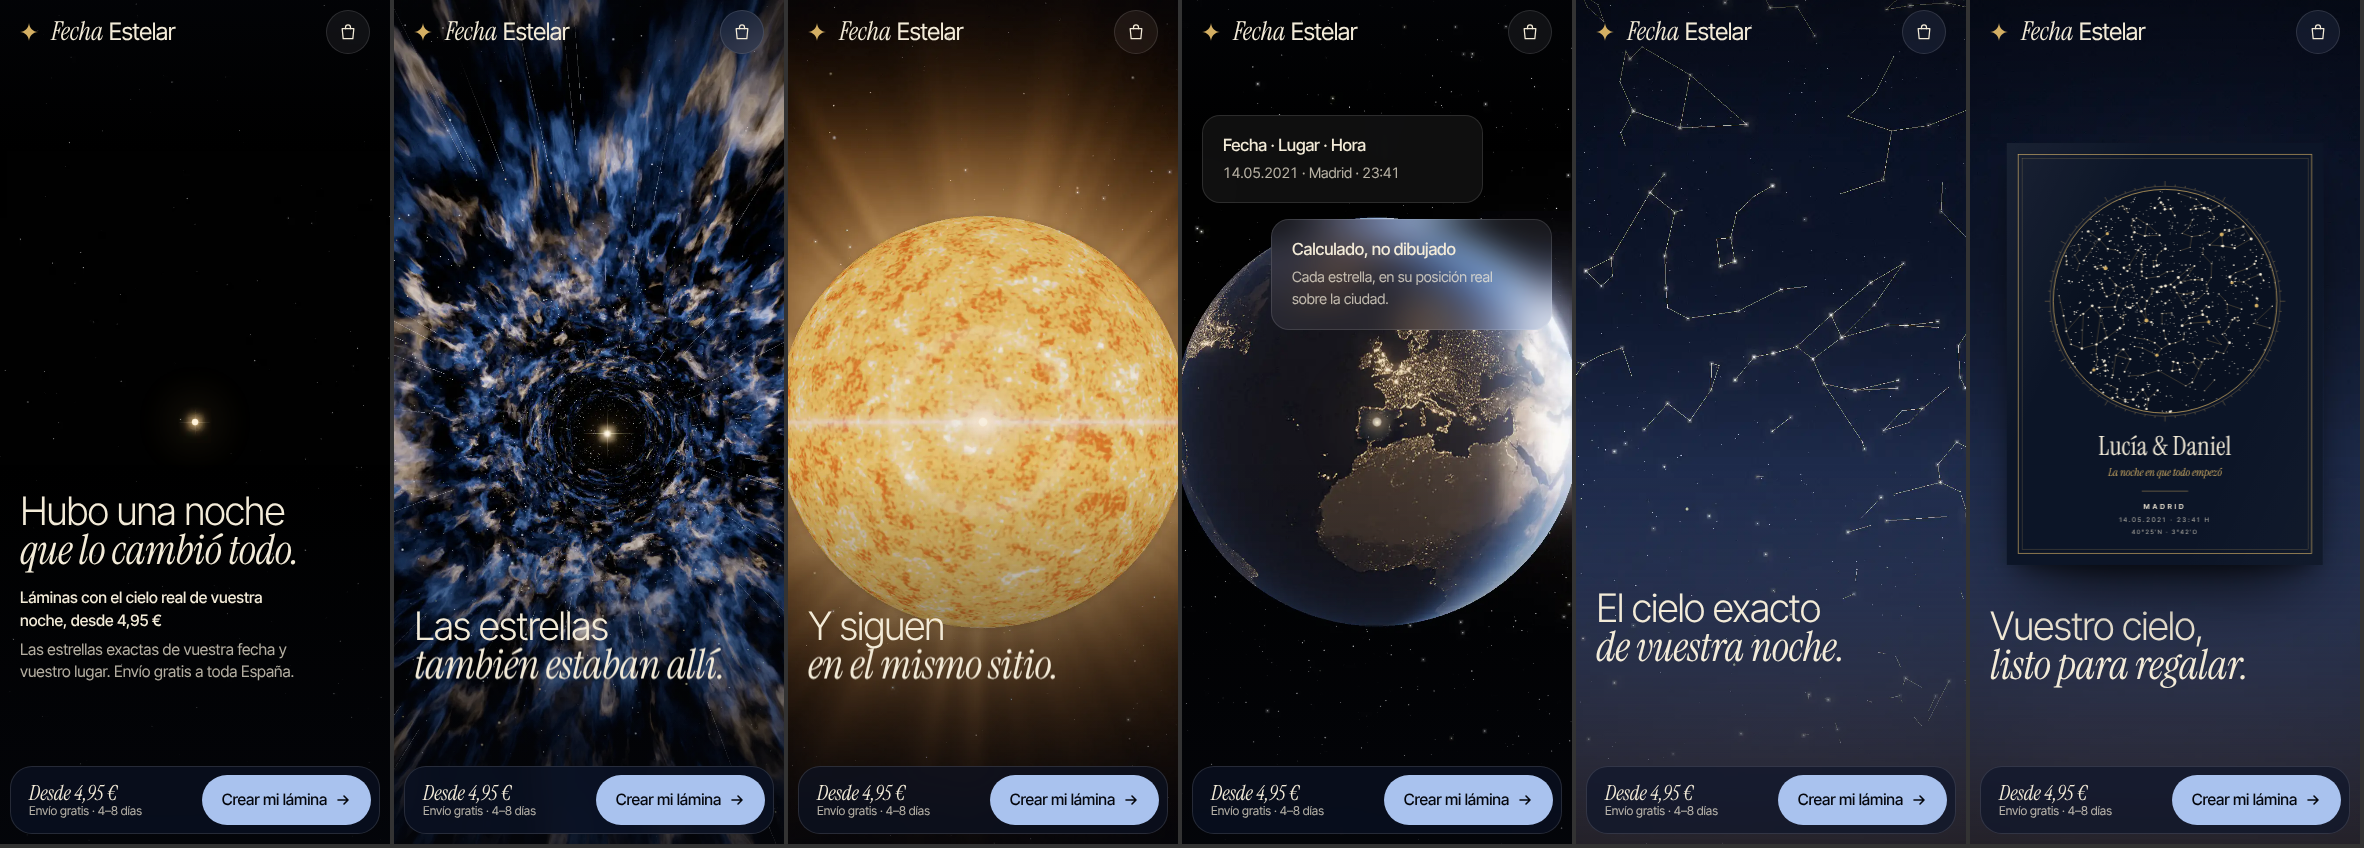 Fecha Estelar
Hubo una noche
que lo cambió todo.
Láminas con el cielo real de vuestra
noche, desde 4,95 €
Las estrellas exactas de vuestra fecha y
vuestro lugar. Envío gratis a toda España.
Desde 4,95 €
Envío gratis · 4–8 días
Crear mi lámina →
Fecha Estelar
Las estrellas
también estaban allí.
Desde 4,95 €
Envío gratis · 4–8 días
Crear mi lámina →
Fecha Estelar
Y siguen
en el mismo sitio.
Desde 4,95 €
Envío gratis · 4–8 días
Crear mi lámina →
Fecha Estelar
Fecha · Lugar · Hora
14.05.2021 · Madrid · 23:41
Calculado, no dibujado
Cada estrella, en su posición real
sobre la ciudad.
Desde 4,95 €
Envío gratis · 4–8 días
Crear mi lámina →
Fecha Estelar
El cielo exacto
de vuestra noche.
Desde 4,95 €
Envío gratis · 4–8 días
Crear mi lámina →
Fecha Estelar
Lucía & Daniel
La noche en que todo empezó
MADRID
14.05.2021 · 23:41 H
40°25'N · 3°42'O
Vuestro cielo,
listo para regalar.
Desde 4,95 €
Envío gratis · 4–8 días
Crear mi lámina →